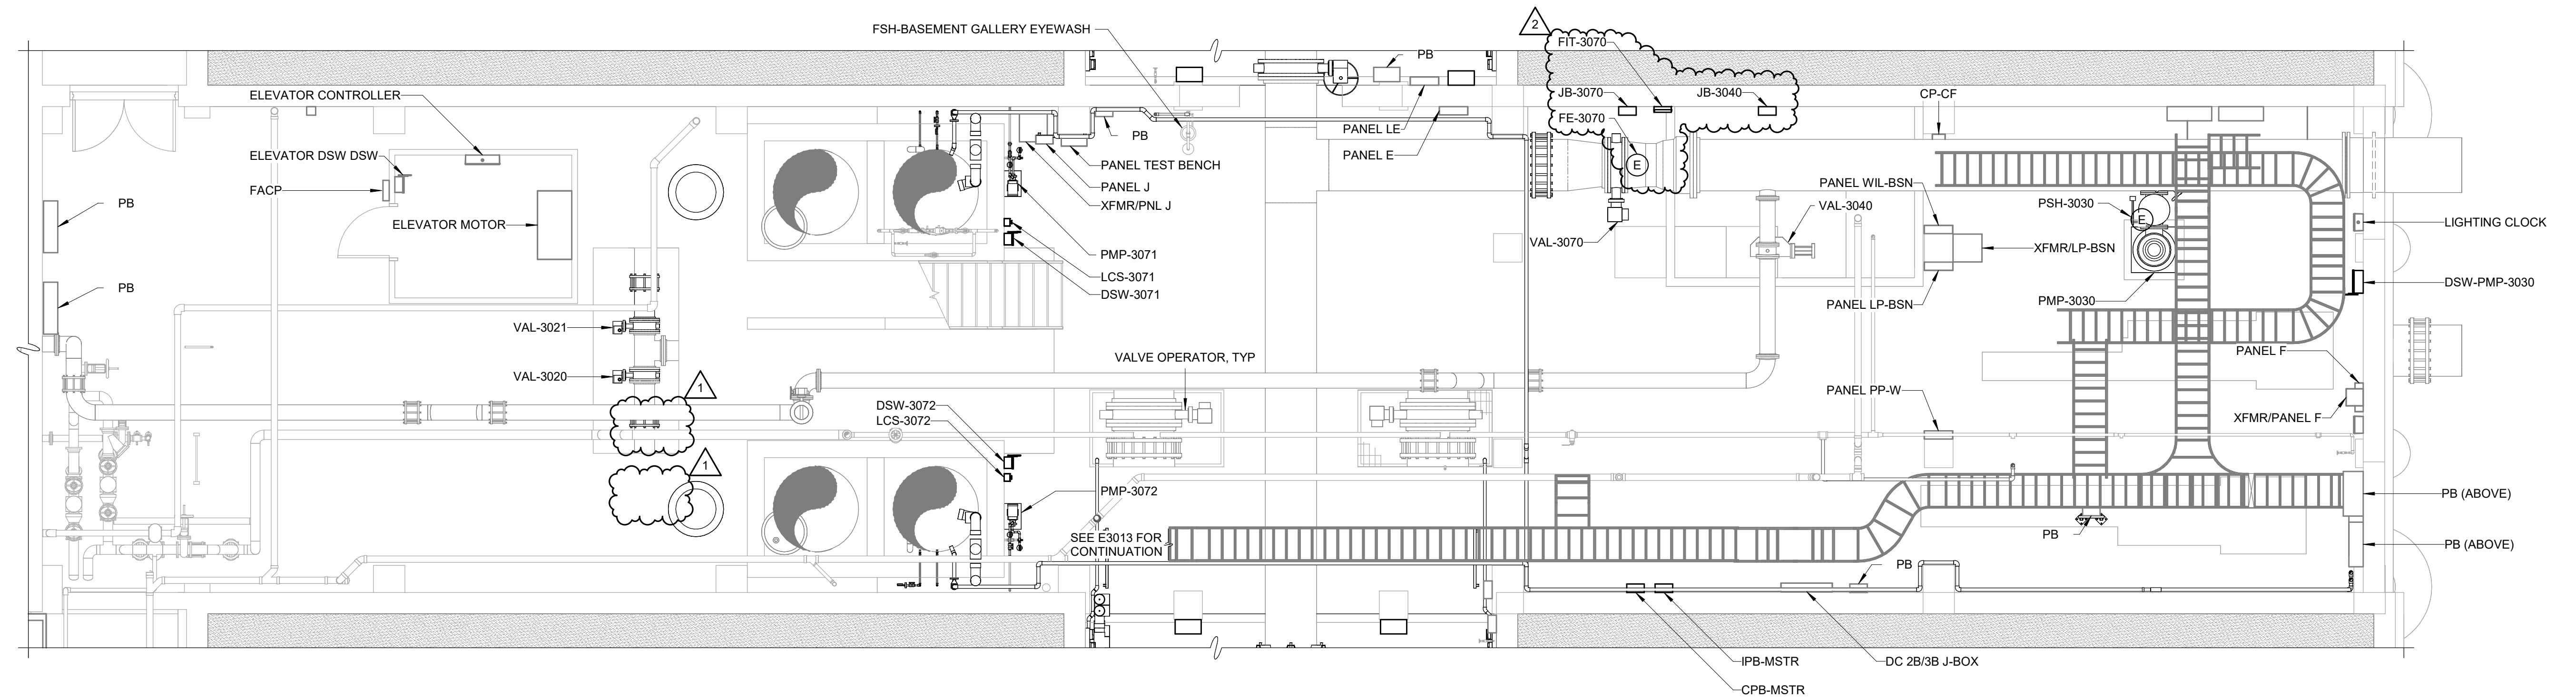 2
FSH-BASEMENT GALLERY EYEWASH
FIT-3070
PB
ELEVATOR CONTROLLER
JB-3070
JB-3040
CP-CF
FE-3070
PANEL LE
PB
ELEVATOR DSW DSW
PANEL E
PANEL TEST BENCH
E
FACP
PANEL J
PANEL WIL-BSN
XFMR/PNL J
PB
PSH-3030
VAL-3040
E
ELEVATOR MOTOR
LIGHTING CLOCK
VAL-3070
XFMR/LP-BSN
PMP-3071
LCS-3071
DSW-PMP-3030
PB
DSW-3071
PMP-3030
PANEL LP-BSN
VAL-3021
PANEL F
VALVE OPERATOR, TYP
VAL-3020
1
PANEL PP-W
DSW-3072
LCS-3072
XFMR/PANEL F
1
PMP-3072
PB (ABOVE)
SEE E3013 FOR
CONTINUATION
PB
PB (ABOVE)
PB
IPB-MSTR
DC 2B/3B J-BOX
CPB-MSTR